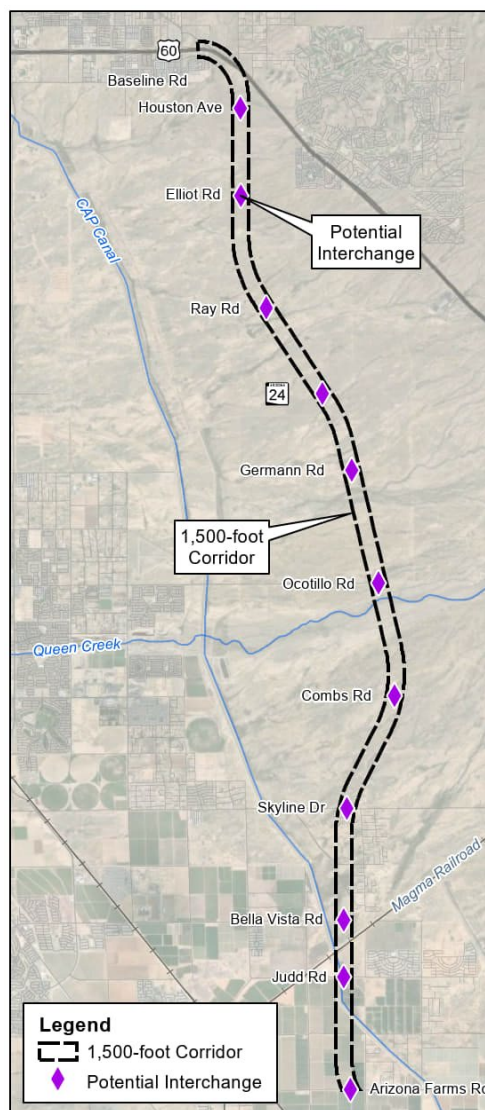 60
Baseline Rd
Houston Ave
Elliot Rd
CAP Canal
Potential
Interchange
Ray Rd
ARIZONA
24
Germann Rd
1,500-foot
Corridor
Ocotillo Rd
Queen Creek
Combs Rd
Skyline Dr
Magma Railroad
Bella Vista Rd
Judd Rd
Legend
1,500-foot Corridor
Potential Interchange
Arizona Farms Rd